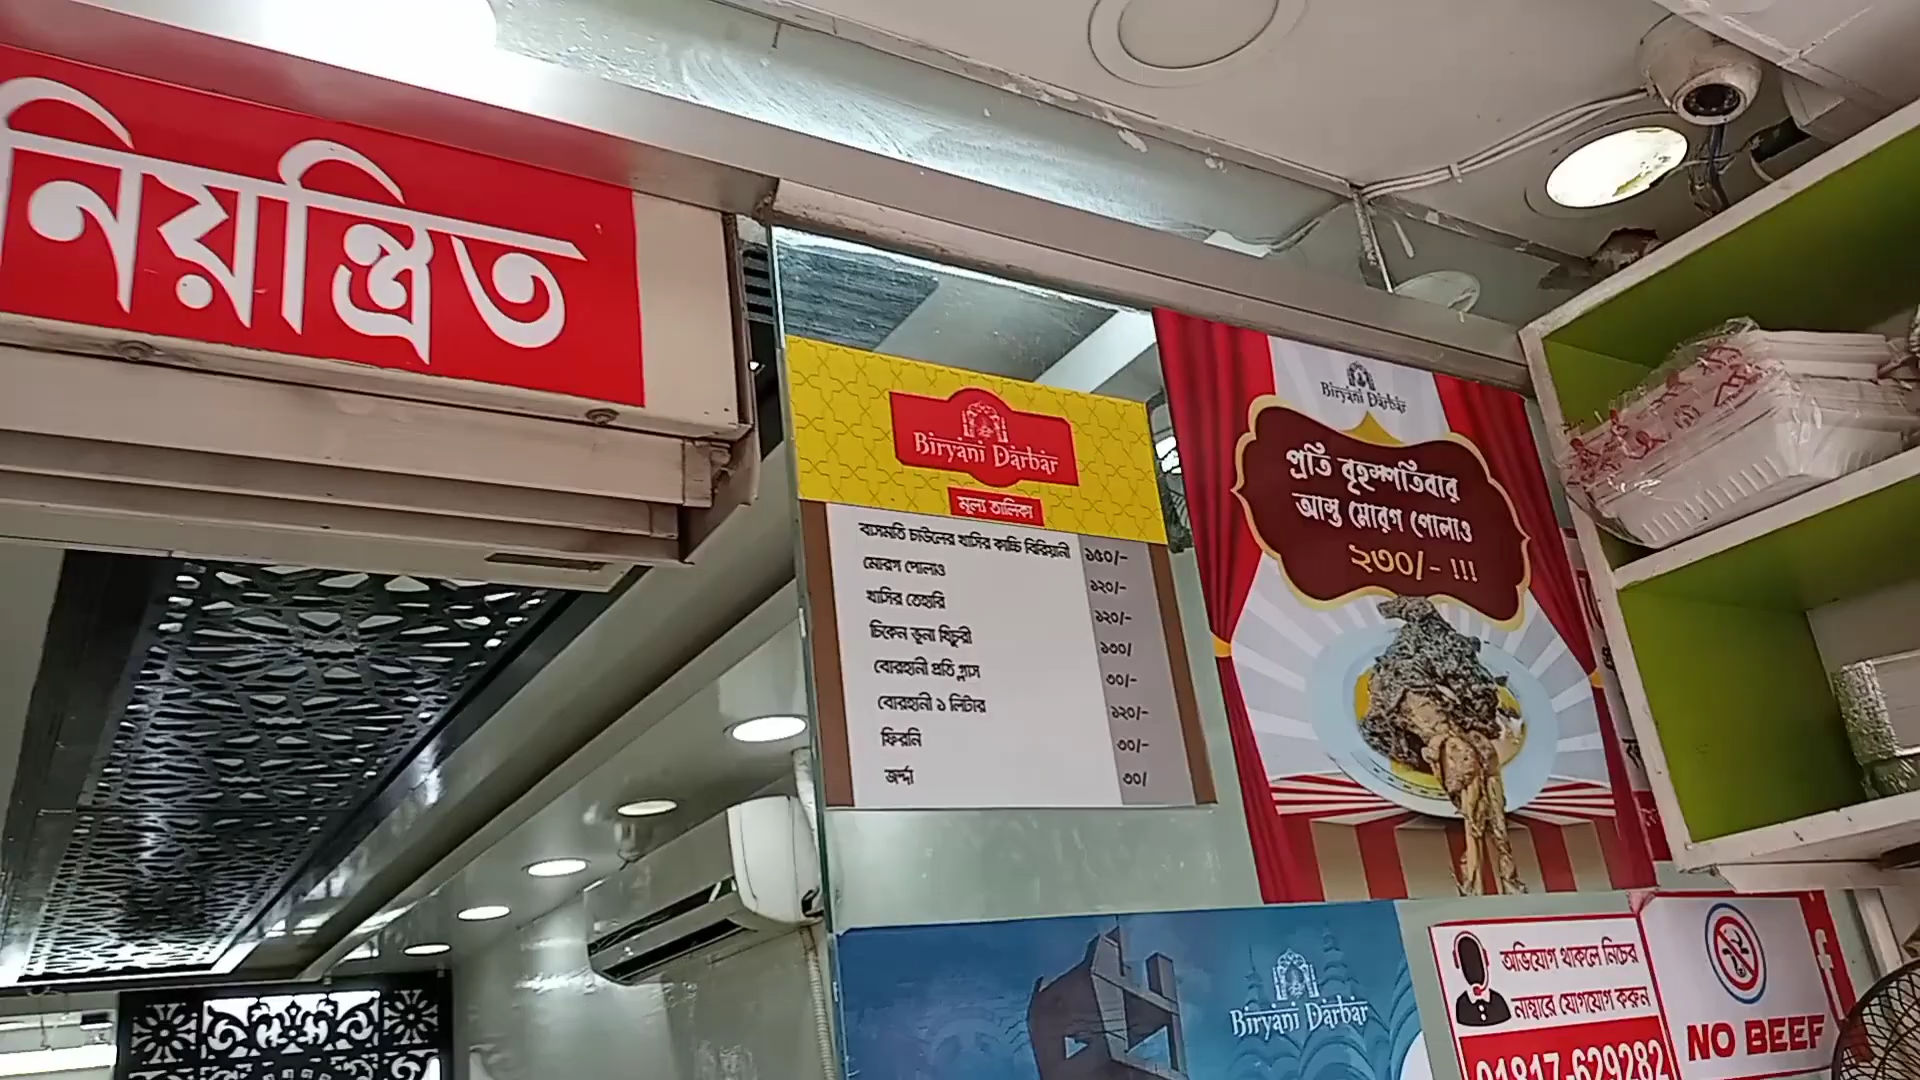 নিয়ন্ত্রিত
Biryani Darbar
মূল্য তালিকা
বাসমতি চাউলের খাসির কাচ্চি বিরিয়ানী ১৫০/-
মোরগ পোলাও ১২০/-
খাসির তেহারি ১২০/-
চিকেন ভূনা খিচুরী ১৩০/
বোরহানী প্রতি গ্লাস ৩০/-
বোরহানী ১ লিটার ১২০/-
ফিরনি ৩০/-
জর্দ্দা ৩০/
Biryani Darbar
প্রতি বৃহস্পতিবার
আস্ত মোরগ পোলাও
২৩০/- !!!
Biryani Darbar
অভিযোগ থাকলে নিচের
নাম্বারে যোগাযোগ করুন
01817-629282
NO BEEF